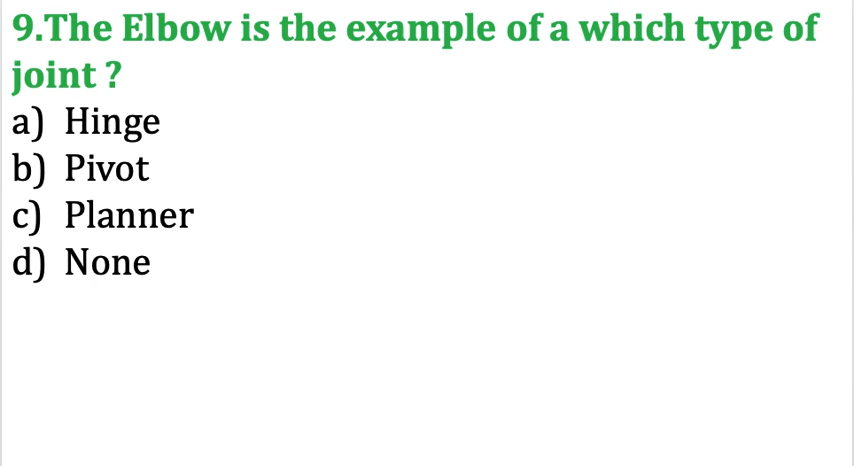 9.The Elbow is the example of a which type of
joint ?
a) Hinge
b) Pivot
c) Planner
d) None